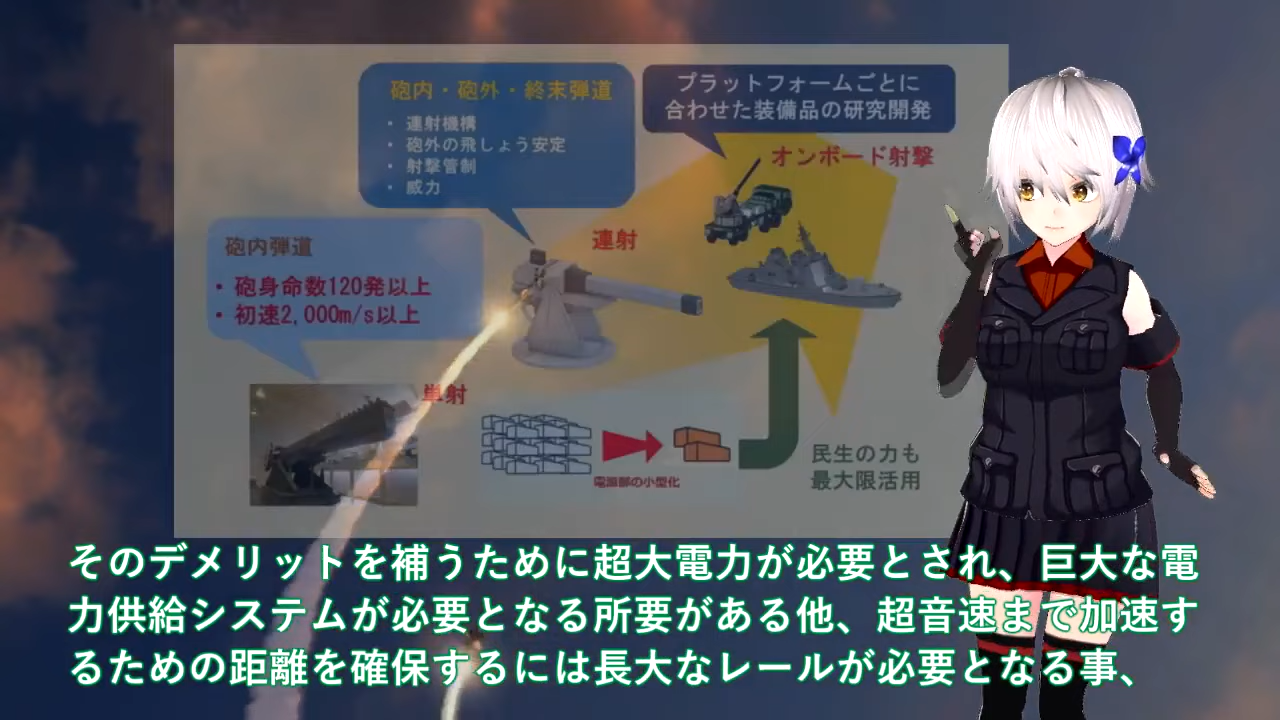 砲内・砲外・終末弾道
・ 連射機構
・ 砲外の飛しょう安定
・ 射撃管制
・ 威力
プラットフォームごとに
合わせた装備品の研究開発
オンボード射撃
連射
砲内弾道
・ 砲身命数120発以上
・ 初速2,000m/s以上
単射
電源部の小型化
民生の力も
最大限活用
そのデメリットを補うために超大電力が必要とされ、巨大な電
力供給システムが必要となる所要がある他、超音速まで加速す
るための距離を確保するには長大なレールが必要となる事、